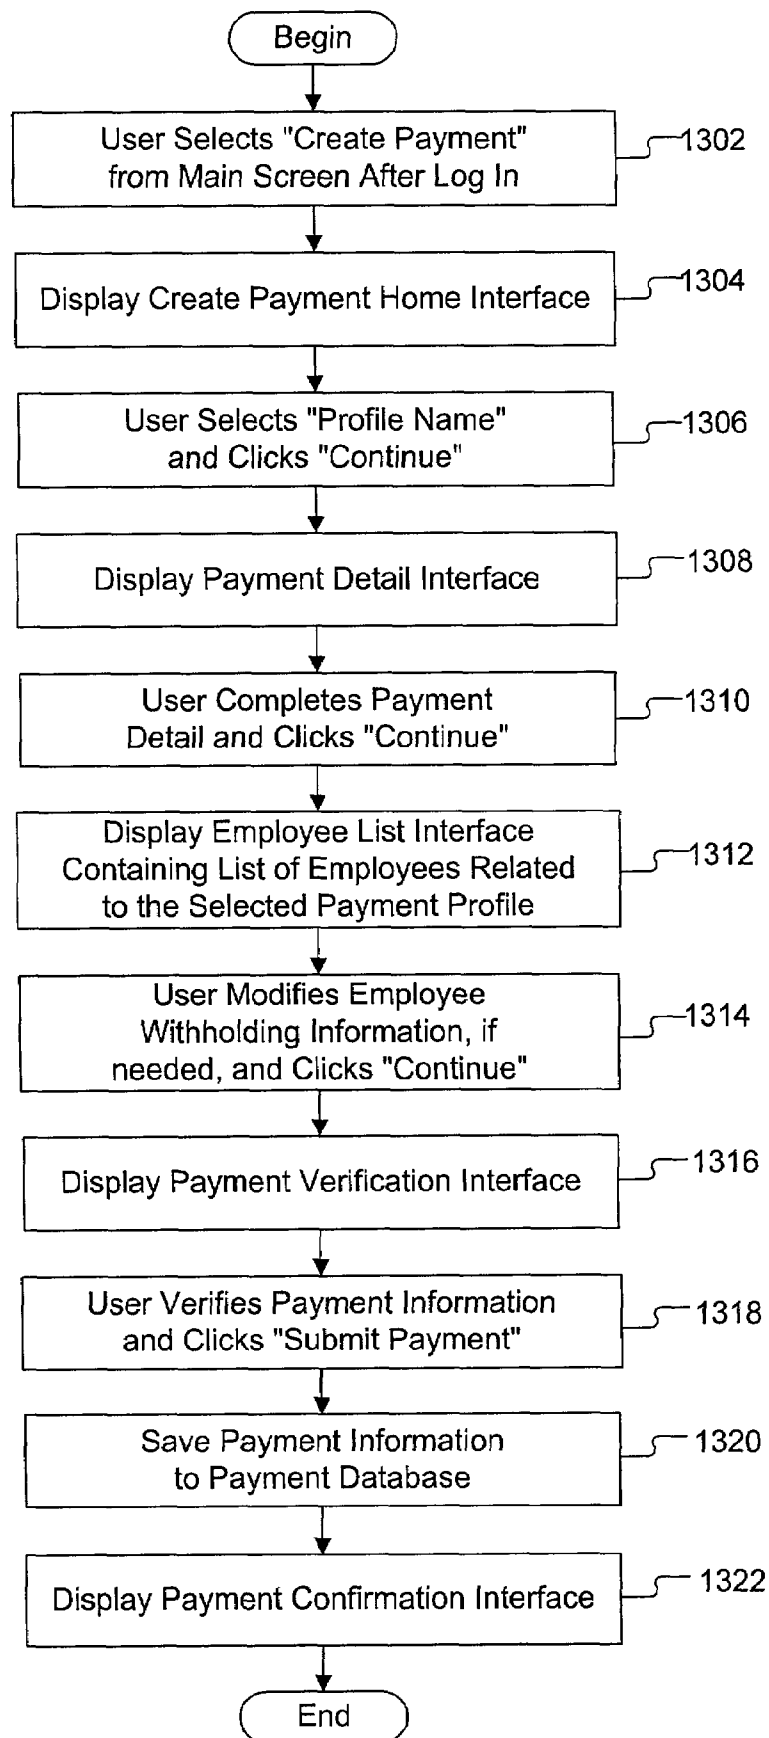 Begin
User Selects "Create Payment"
from Main Screen After Log In
1302
Display Create Payment Home Interface
1304
User Selects "Profile Name"
and Clicks "Continue"
1306
Display Payment Detail Interface
1308
User Completes Payment
Detail and Clicks "Continue"
1310
Display Employee List Interface
Containing List of Employees Related
to the Selected Payment Profile
1312
User Modifies Employee
Withholding Information, if
needed, and Clicks "Continue"
1314
Display Payment Verification Interface
1316
User Verifies Payment Information
and Clicks "Submit Payment"
1318
Save Payment Information
to Payment Database
1320
Display Payment Confirmation Interface
1322
End